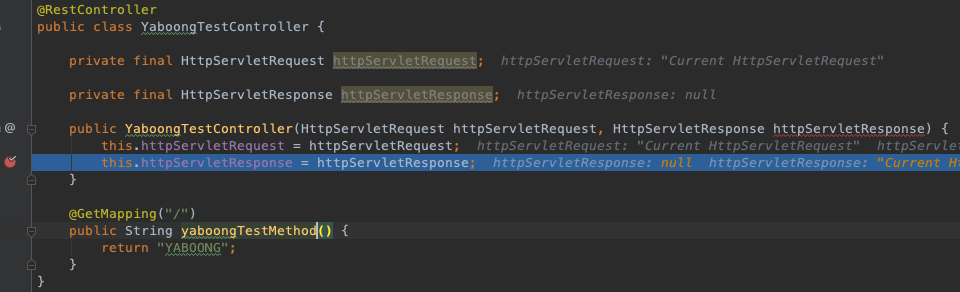 @RestController
public class YaboongTestController {
private final HttpServletRequest httpServletRequest; httpServletRequest: "Current HttpServletRequest"
private final HttpServletResponse httpServletResponse; httpServletResponse: null
@ public YaboongTestController(HttpServletRequest httpServletRequest, HttpServletResponse httpServletResponse) {
this.httpServletRequest = httpServletRequest; httpServletRequest: "Current HttpServletRequest" httpServletRe
this.httpServletResponse = httpServletResponse; httpServletResponse: null httpServletResponse: "Current Ht
}
@GetMapping("/")
public String yaboongTestMethod() {
return "YABOONG";
}
}